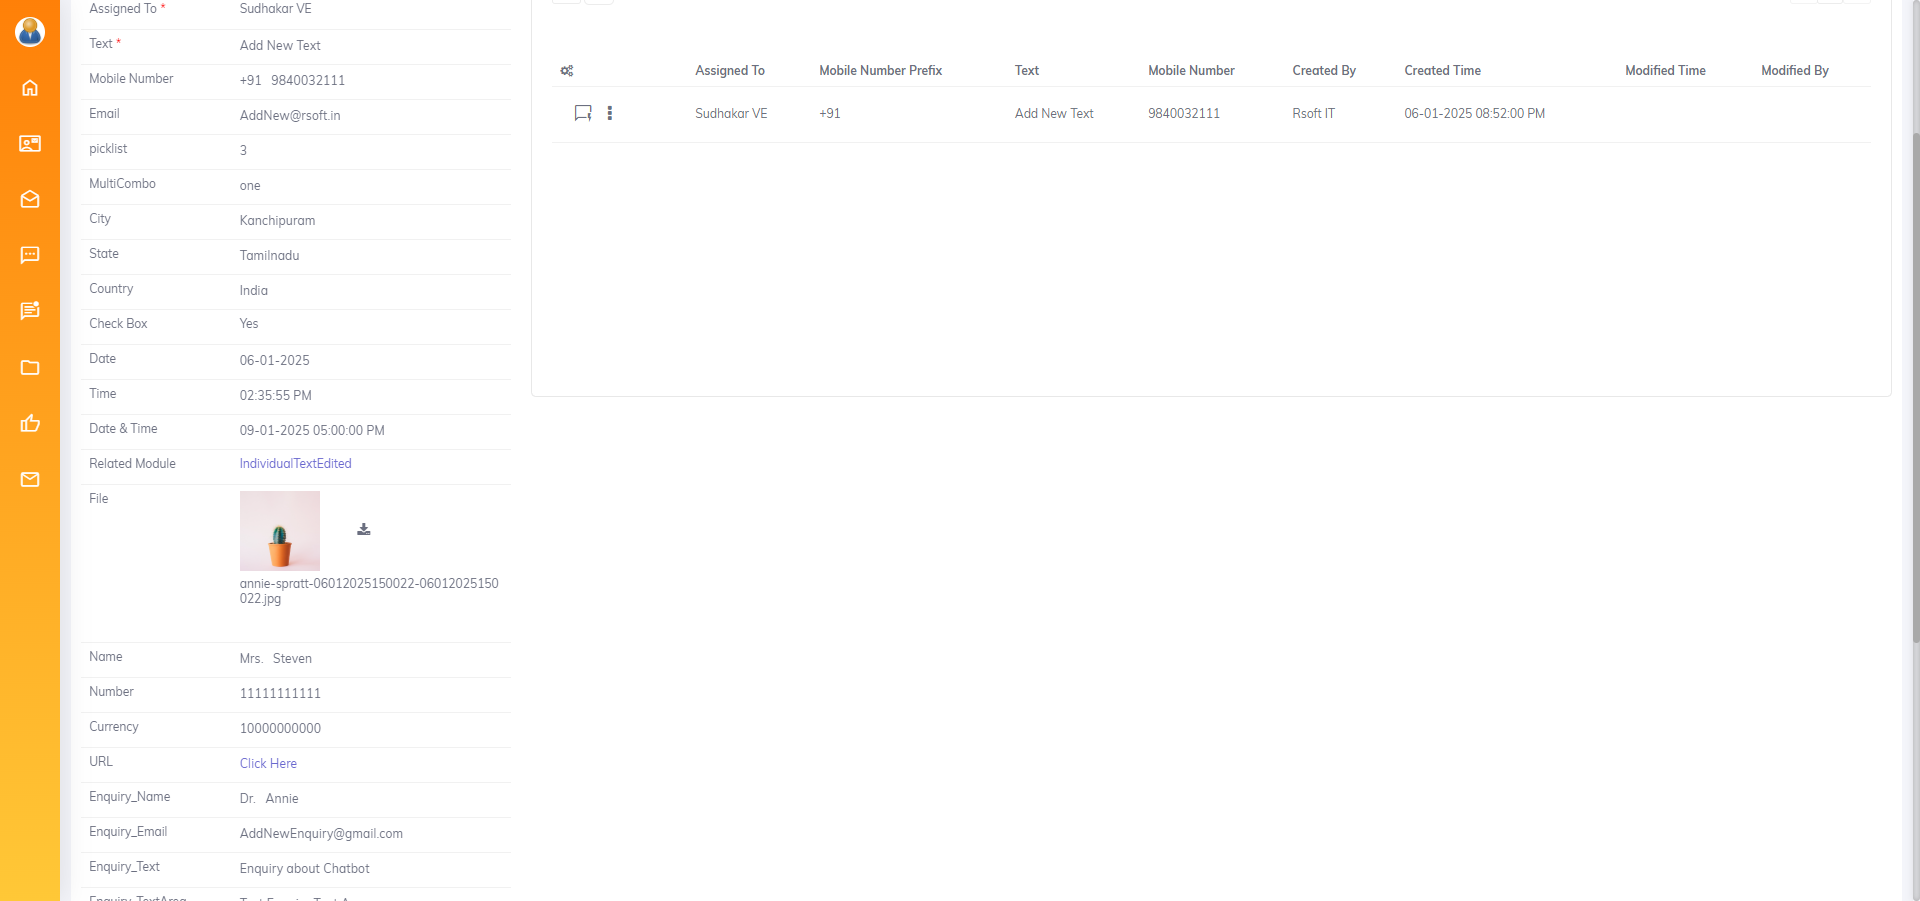 Assigned To * Sudhakar VE
Text * Add New Text
Mobile Number +91 9840032111
Email AddNew@rsoft.in
picklist 3
MultiCombo one
City Kanchipuram
State Tamilnadu
Country India
Check Box Yes
Date 06-01-2025
Time 02:35:55 PM
Date & Time 09-01-2025 05:00:00 PM
Related Module IndividualTextEdited
File
annie-spratt-06012025150022-06012025150
022.jpg
Name Mrs. Steven
Number 11111111111
Currency 10000000000
URL Click Here
Enquiry_Name Dr. Annie
Enquiry_Email AddNewEnquiry@gmail.com
Enquiry_Text Enquiry about Chatbot
Assigned To Mobile Number Prefix Text Mobile Number Created By Created Time Modified Time Modified By
Sudhakar VE +91 Add New Text 9840032111 Rsoft IT 06-01-2025 08:52:00 PM